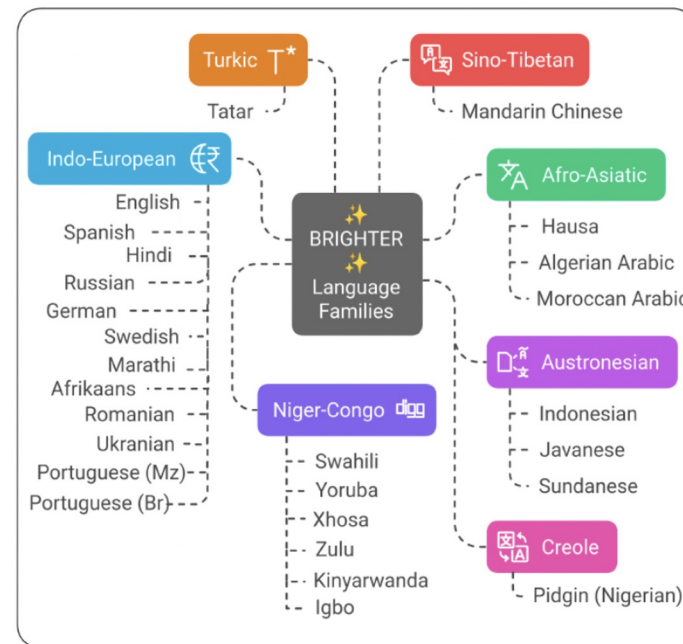 Turkic T*
Sino-Tibetan
Tatar
Mandarin Chinese
Indo-European
English
Spanish
Hindi
Russian
German
Swedish
Marathi
Afrikaans
Romanian
Ukranian
Portuguese (Mz)
Portuguese (Br)
BRIGHTER
Language
Families
Afro-Asiatic
Hausa
Algerian Arabic
Moroccan Arabic
Austronesian
Indonesian
Javanese
Sundanese
Niger-Congo digg
Swahili
Yoruba
Xhosa
Zulu
Kinyarwanda
Igbo
Creole
Pidgin (Nigerian)